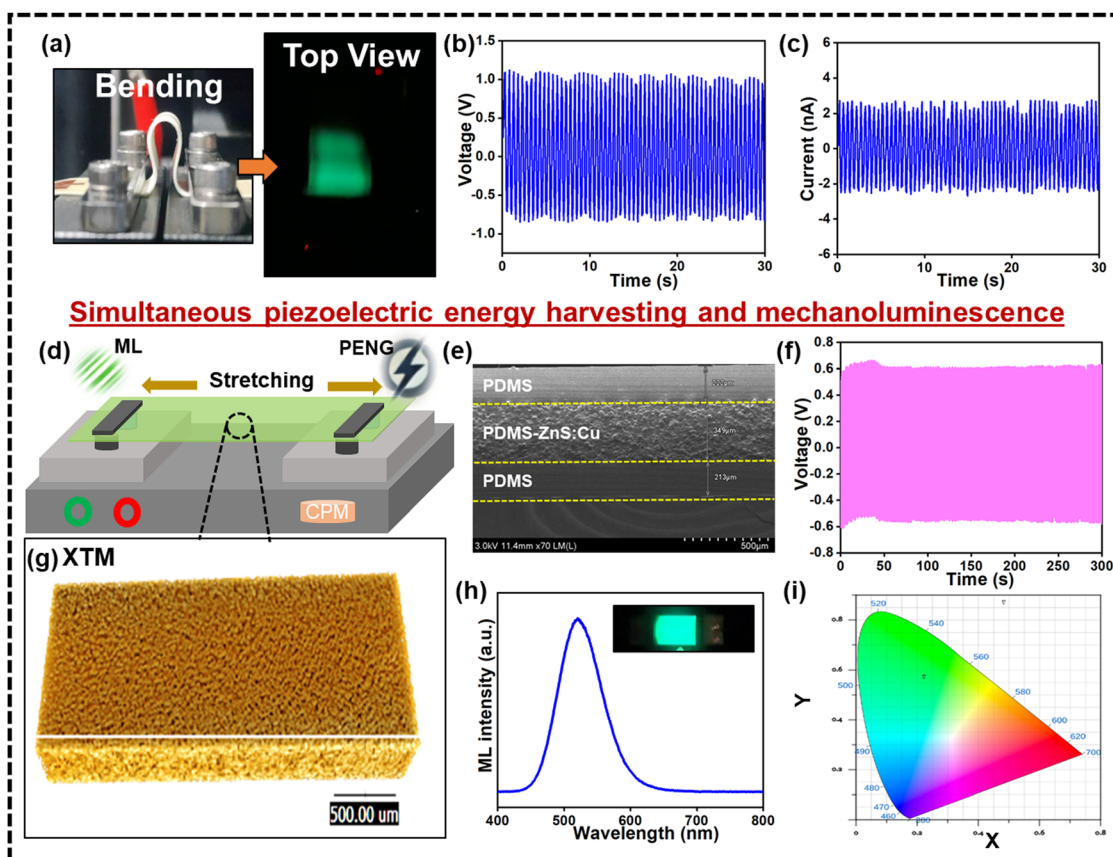 (a)
Bending
Top View
(b)
1.5
1.0
0.5
0.0
-0.5
-1.0
Voltage (V)
0 10 20 30
Time (s)
(c)
6
4
2
0
-2
-4
-6
Current (nA)
0 10 20 30
Time (s)
Simultaneous piezoelectric energy harvesting and mechanoluminescence
(d)
ML
PENG
Stretching
CPM
(e)
PDMS
PDMS-ZnS:Cu
PDMS
222µm
349µm
213µm
3.0kV 11.4mm x70 LM(L)
500µm
(f)
0.8
0.6
0.4
0.2
0.0
-0.2
-0.4
-0.6
-0.8
Voltage (V)
0 50 100 150 200 250 300
Time (s)
(g) XTM
500.00 um
(h)
ML intensity (a.u.)
400 500 600 700 800
Wavelength (nm)
(i)
520
540
560
580
600
620
700
500
490
480
470
460
380
Y
X